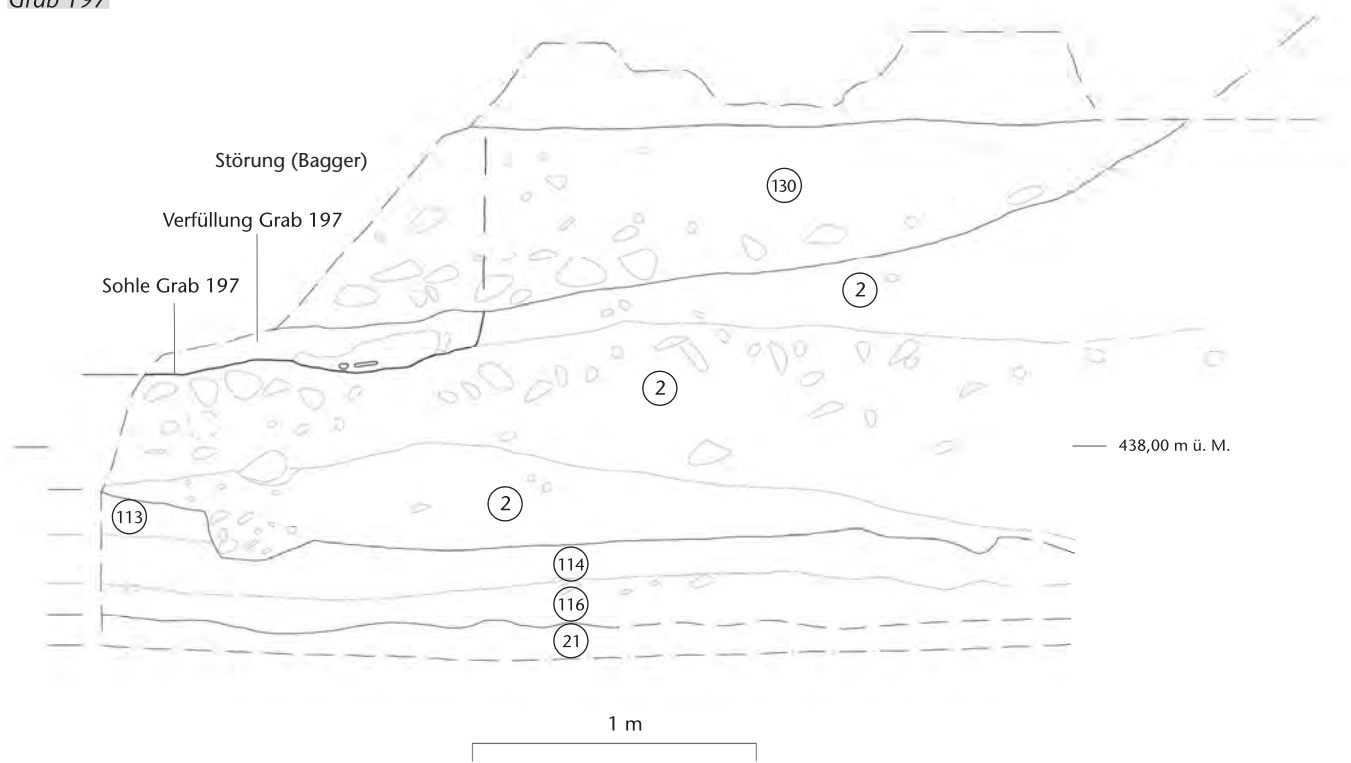 Grab 197
Störung (Bagger)
130
Verfüllung Grab 197
Sohle Grab 197
2
2
438,00 m ü. M.
2
113
114
116
21
1 m